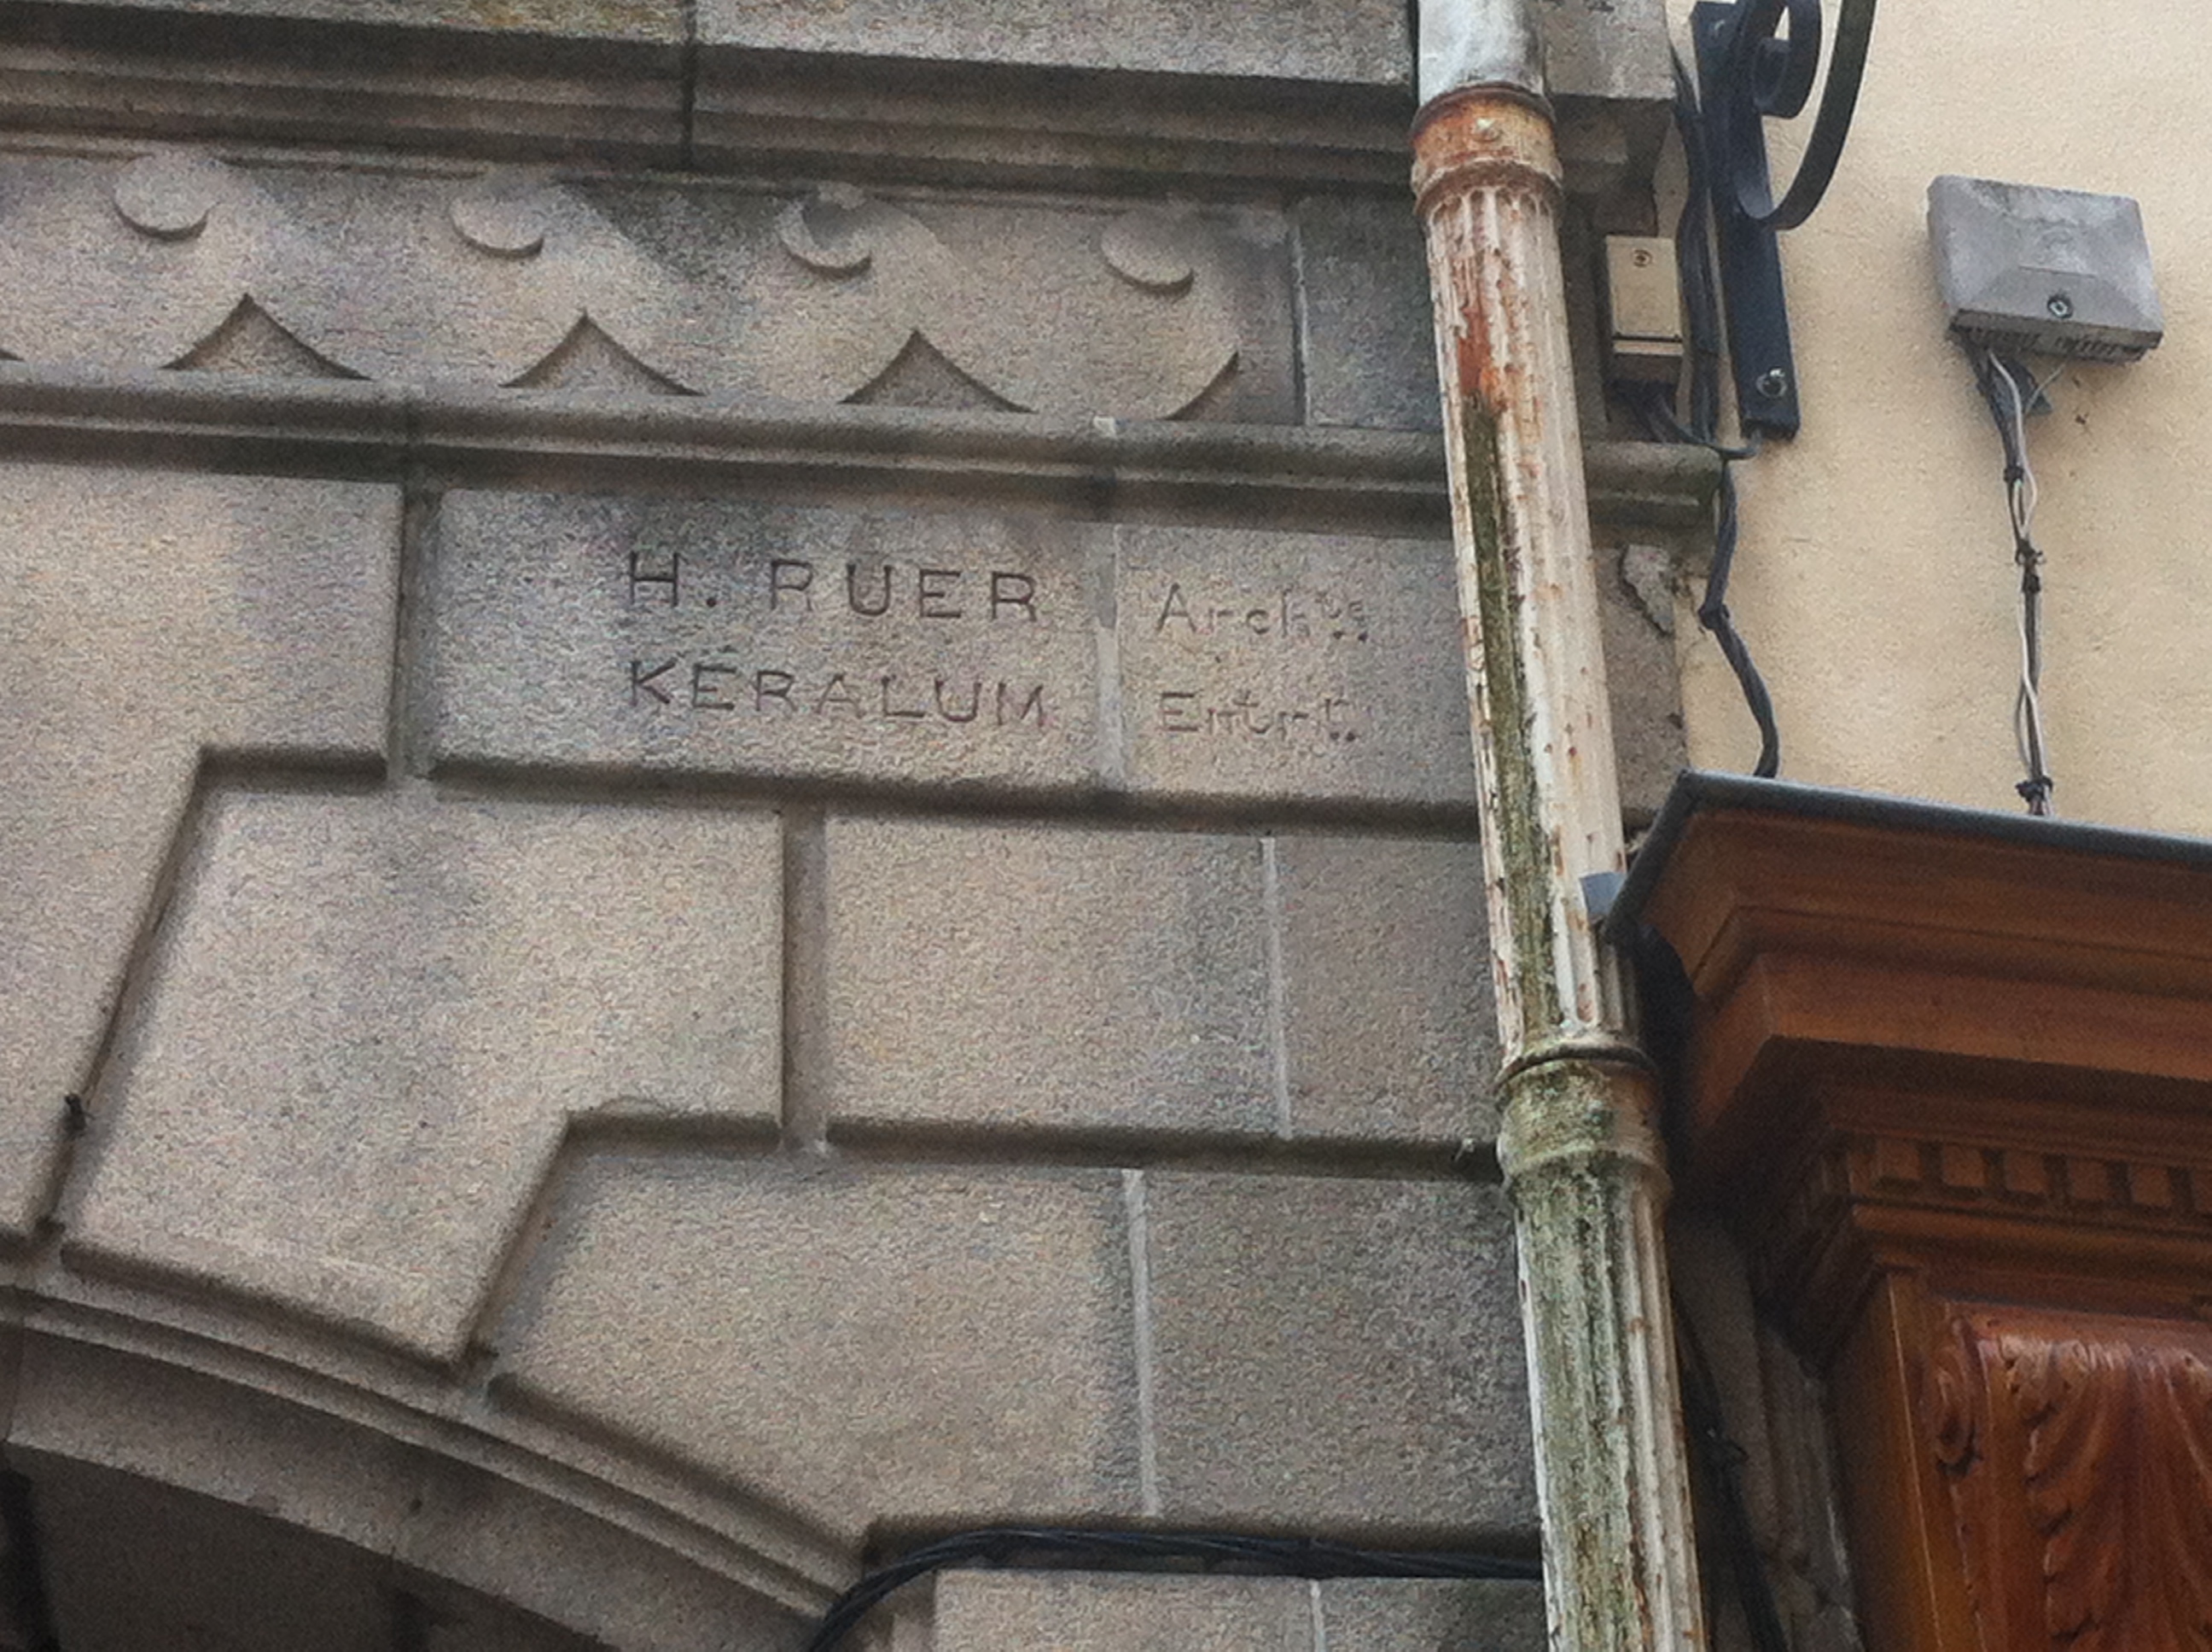 H. RUER Archte
KERALUM Entrr.